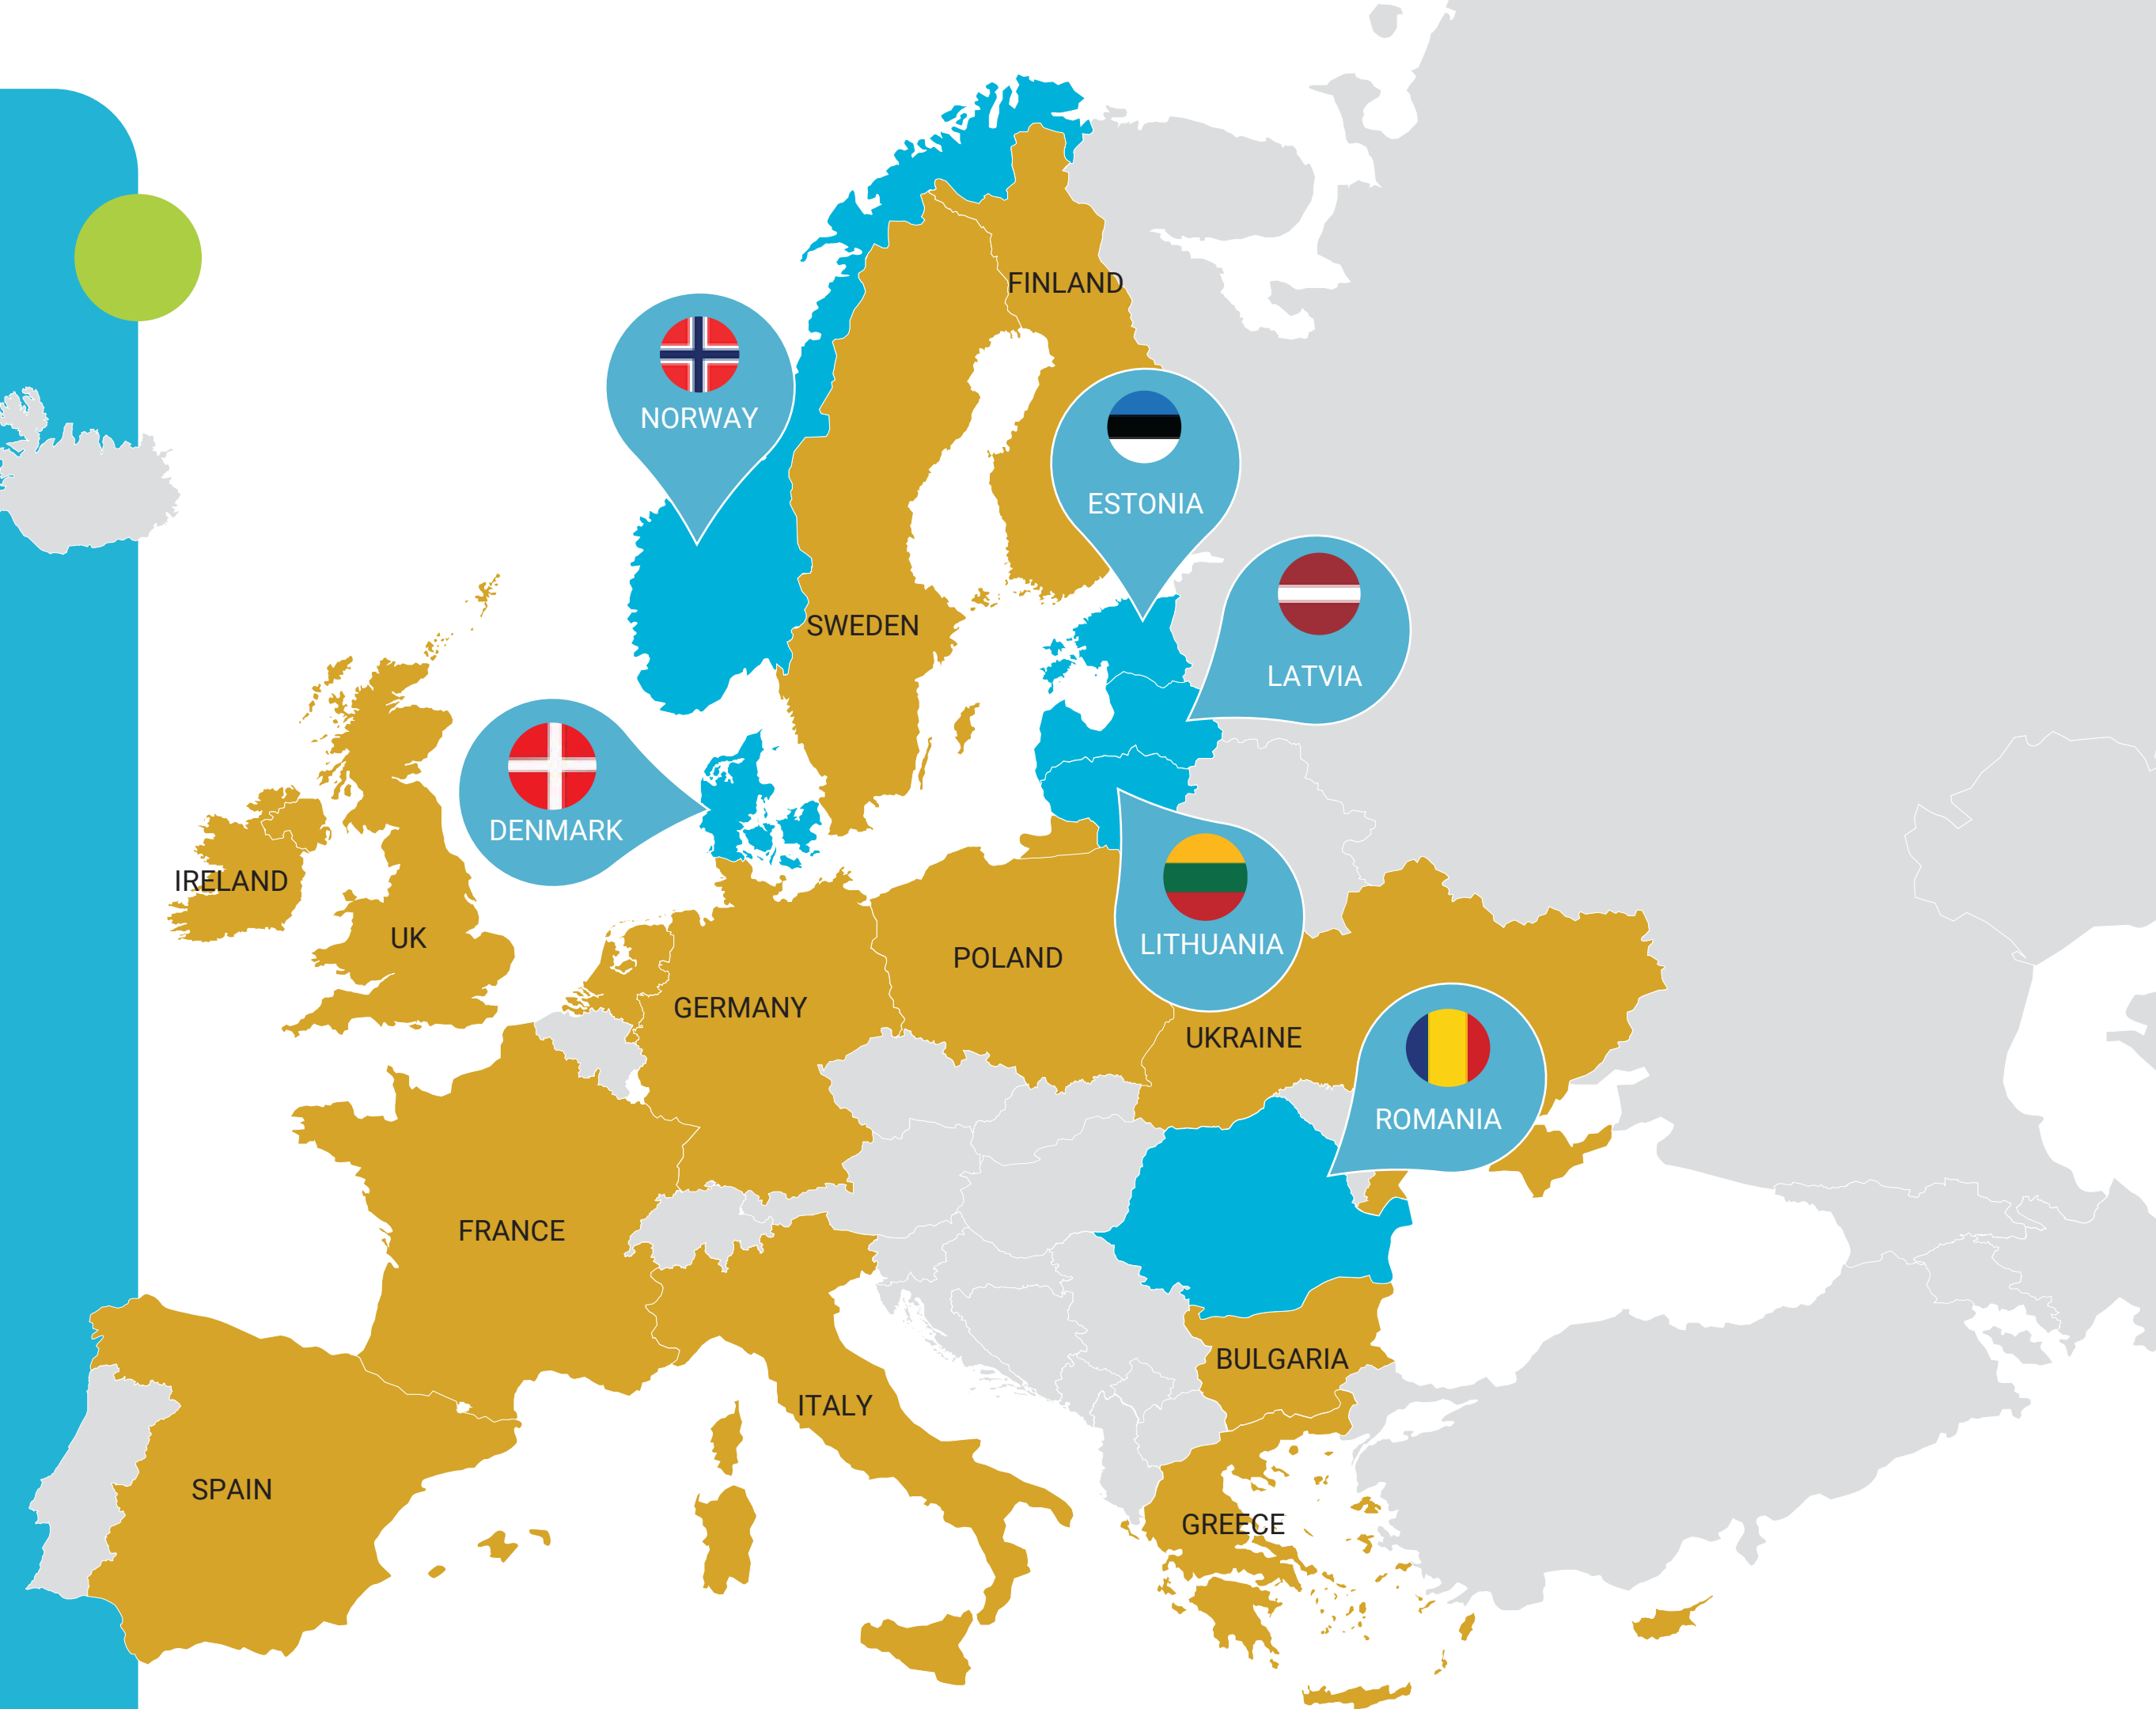 FINLAND
NORWAY
ESTONIA
SWEDEN
LATVIA
DENMARK
IRELAND
UK
LITHUANIA
POLAND
GERMANY
UKRAINE
ROMANIA
FRANCE
BULGARIA
ITALY
SPAIN
GREECE